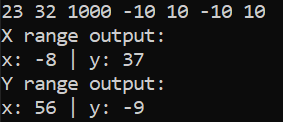 23 32 1000 -10 10 -10 10
X range output:
x: -8 | y: 37
Y range output:
x: 56 | y: -9